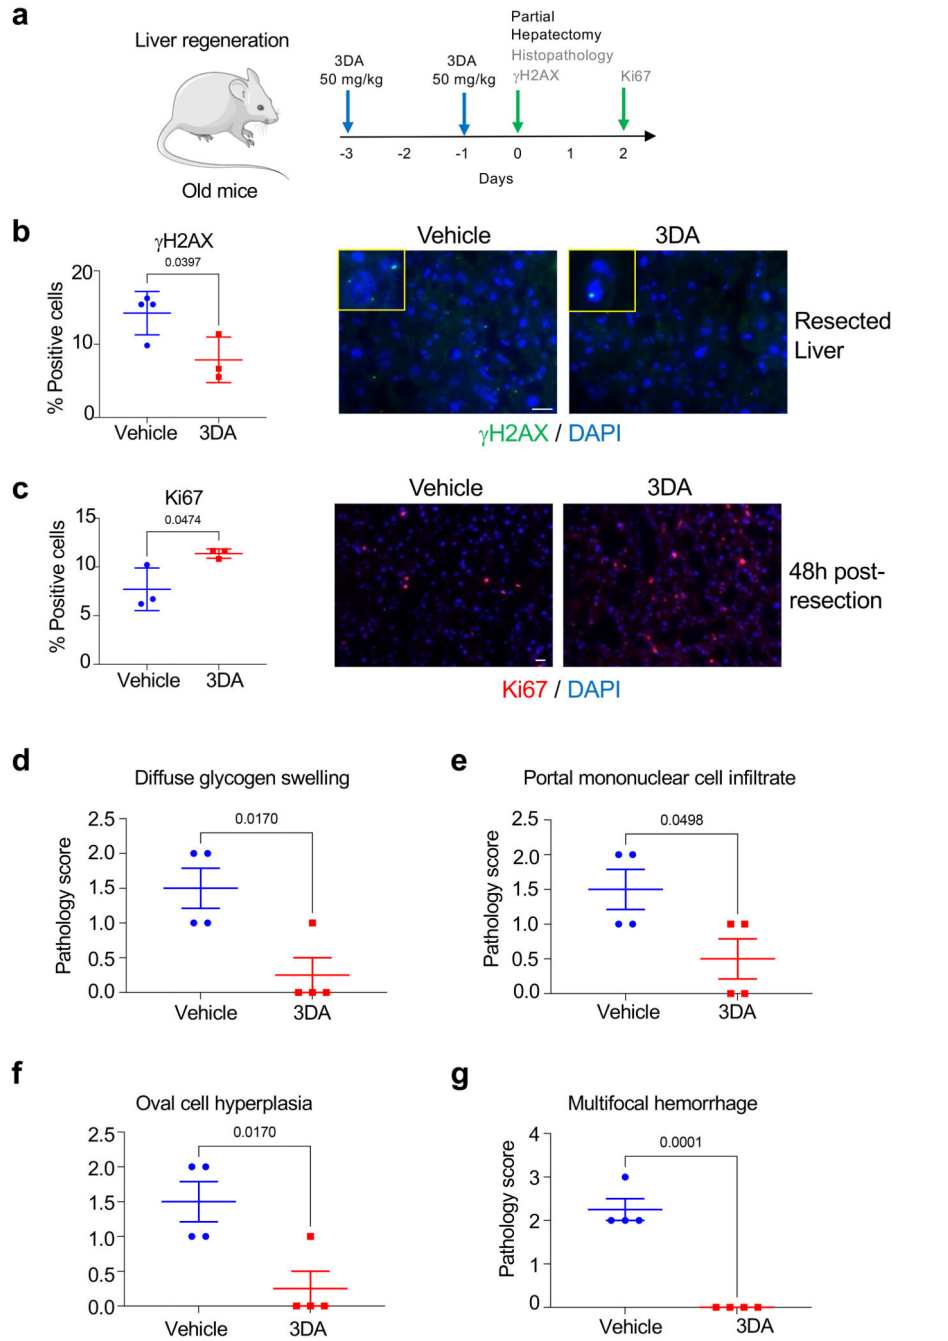 a
Liver regeneration
Old mice
3DA
50 mg/kg
3DA
50 mg/kg
Partial
Hepatectomy
Histopathology
γH2AX
Ki67
-3 -2 -1 0 1 2
Days
b
γH2AX
0.0397
% Positive cells
20
10
0
Vehicle 3DA
Vehicle 3DA
Resected
Liver
γH2AX / DAPI
c
Ki67
0.0474
% Positive cells
15
10
5
0
Vehicle 3DA
Vehicle 3DA
48h post-
resection
Ki67 / DAPI
d
Diffuse glycogen swelling
0.0170
Pathology score
2.5
2.0
1.5
1.0
0.5
0.0
Vehicle 3DA
e
Portal mononuclear cell infiltrate
0.0498
Pathology score
2.5
2.0
1.5
1.0
0.5
0.0
Vehicle 3DA
f
Oval cell hyperplasia
0.0170
2.5
2.0
1.5
1.0
0.5
0.0
Vehicle 3DA
g
Multifocal hemorrhage
0.0001
Pathology score
4
3
2
1
0
Vehicle 3DA